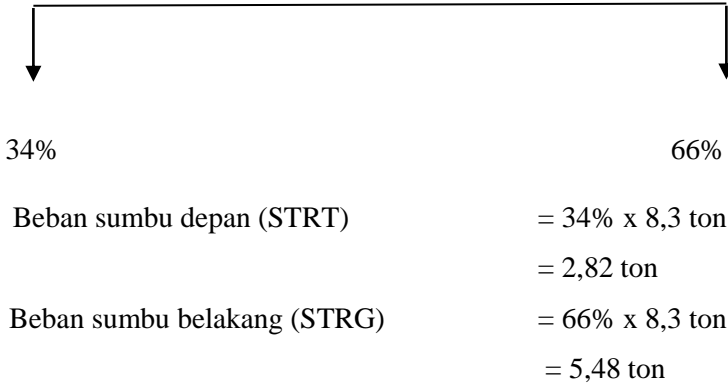 34% 66%
Beban sumbu depan (STRT) = 34% x 8,3 ton
= 2,82 ton
Beban sumbu belakang (STRG) = 66% x 8,3 ton
= 5,48 ton